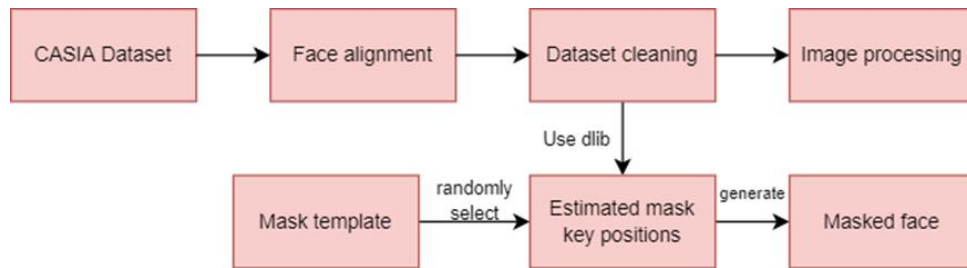 CASIA Dataset
Face alignment
Dataset cleaning
Image processing
Use dlib
Mask template
randomly
select
Estimated mask
key positions
generate
Masked face